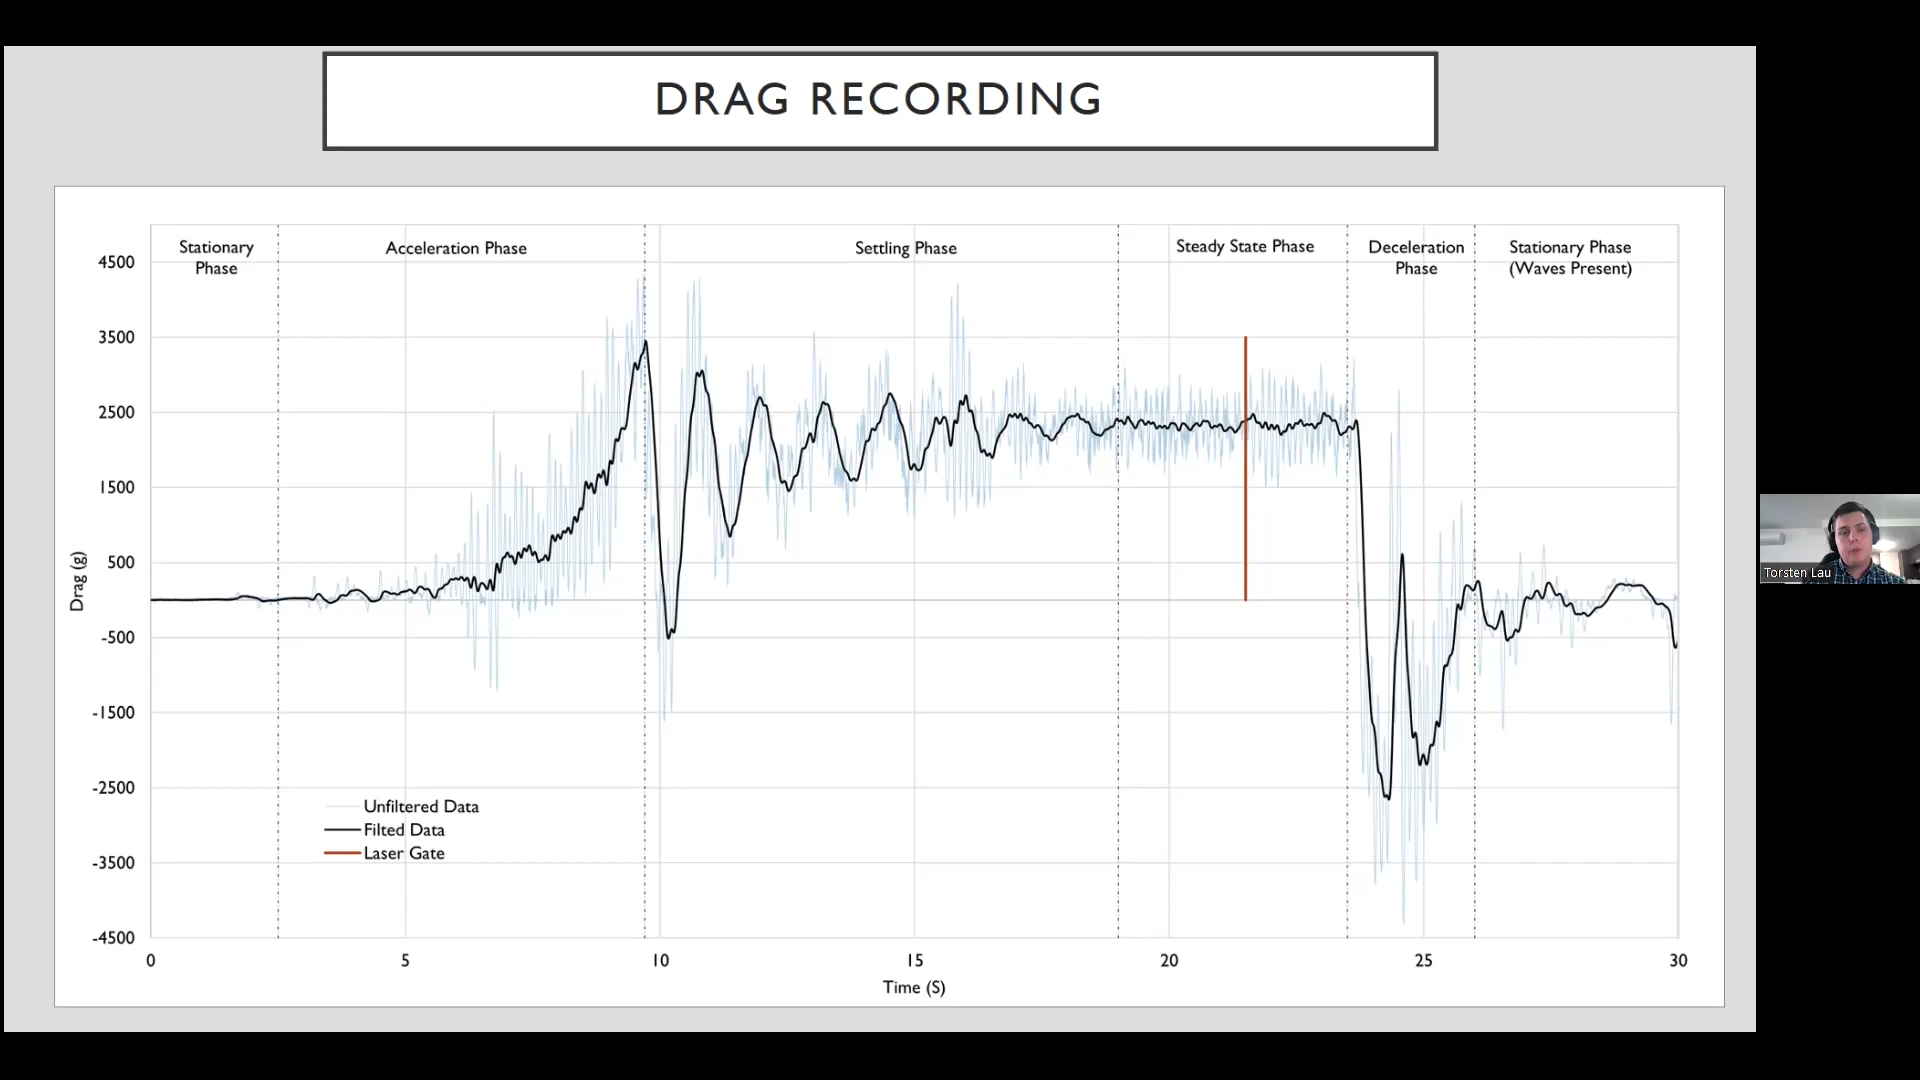 DRAG RECORDING
Stationary
Phase
Acceleration Phase
Settling Phase
Steady State Phase
Deceleration
Phase
Stationary Phase
(Waves Present)
4500
3500
2500
1500
500
-500
-1500
-2500
-3500
-4500
Drag (g)
Unfiltered Data
Filted Data
Laser Gate
0
5
10
15
20
25
30
Time (S)
Torsten Lau